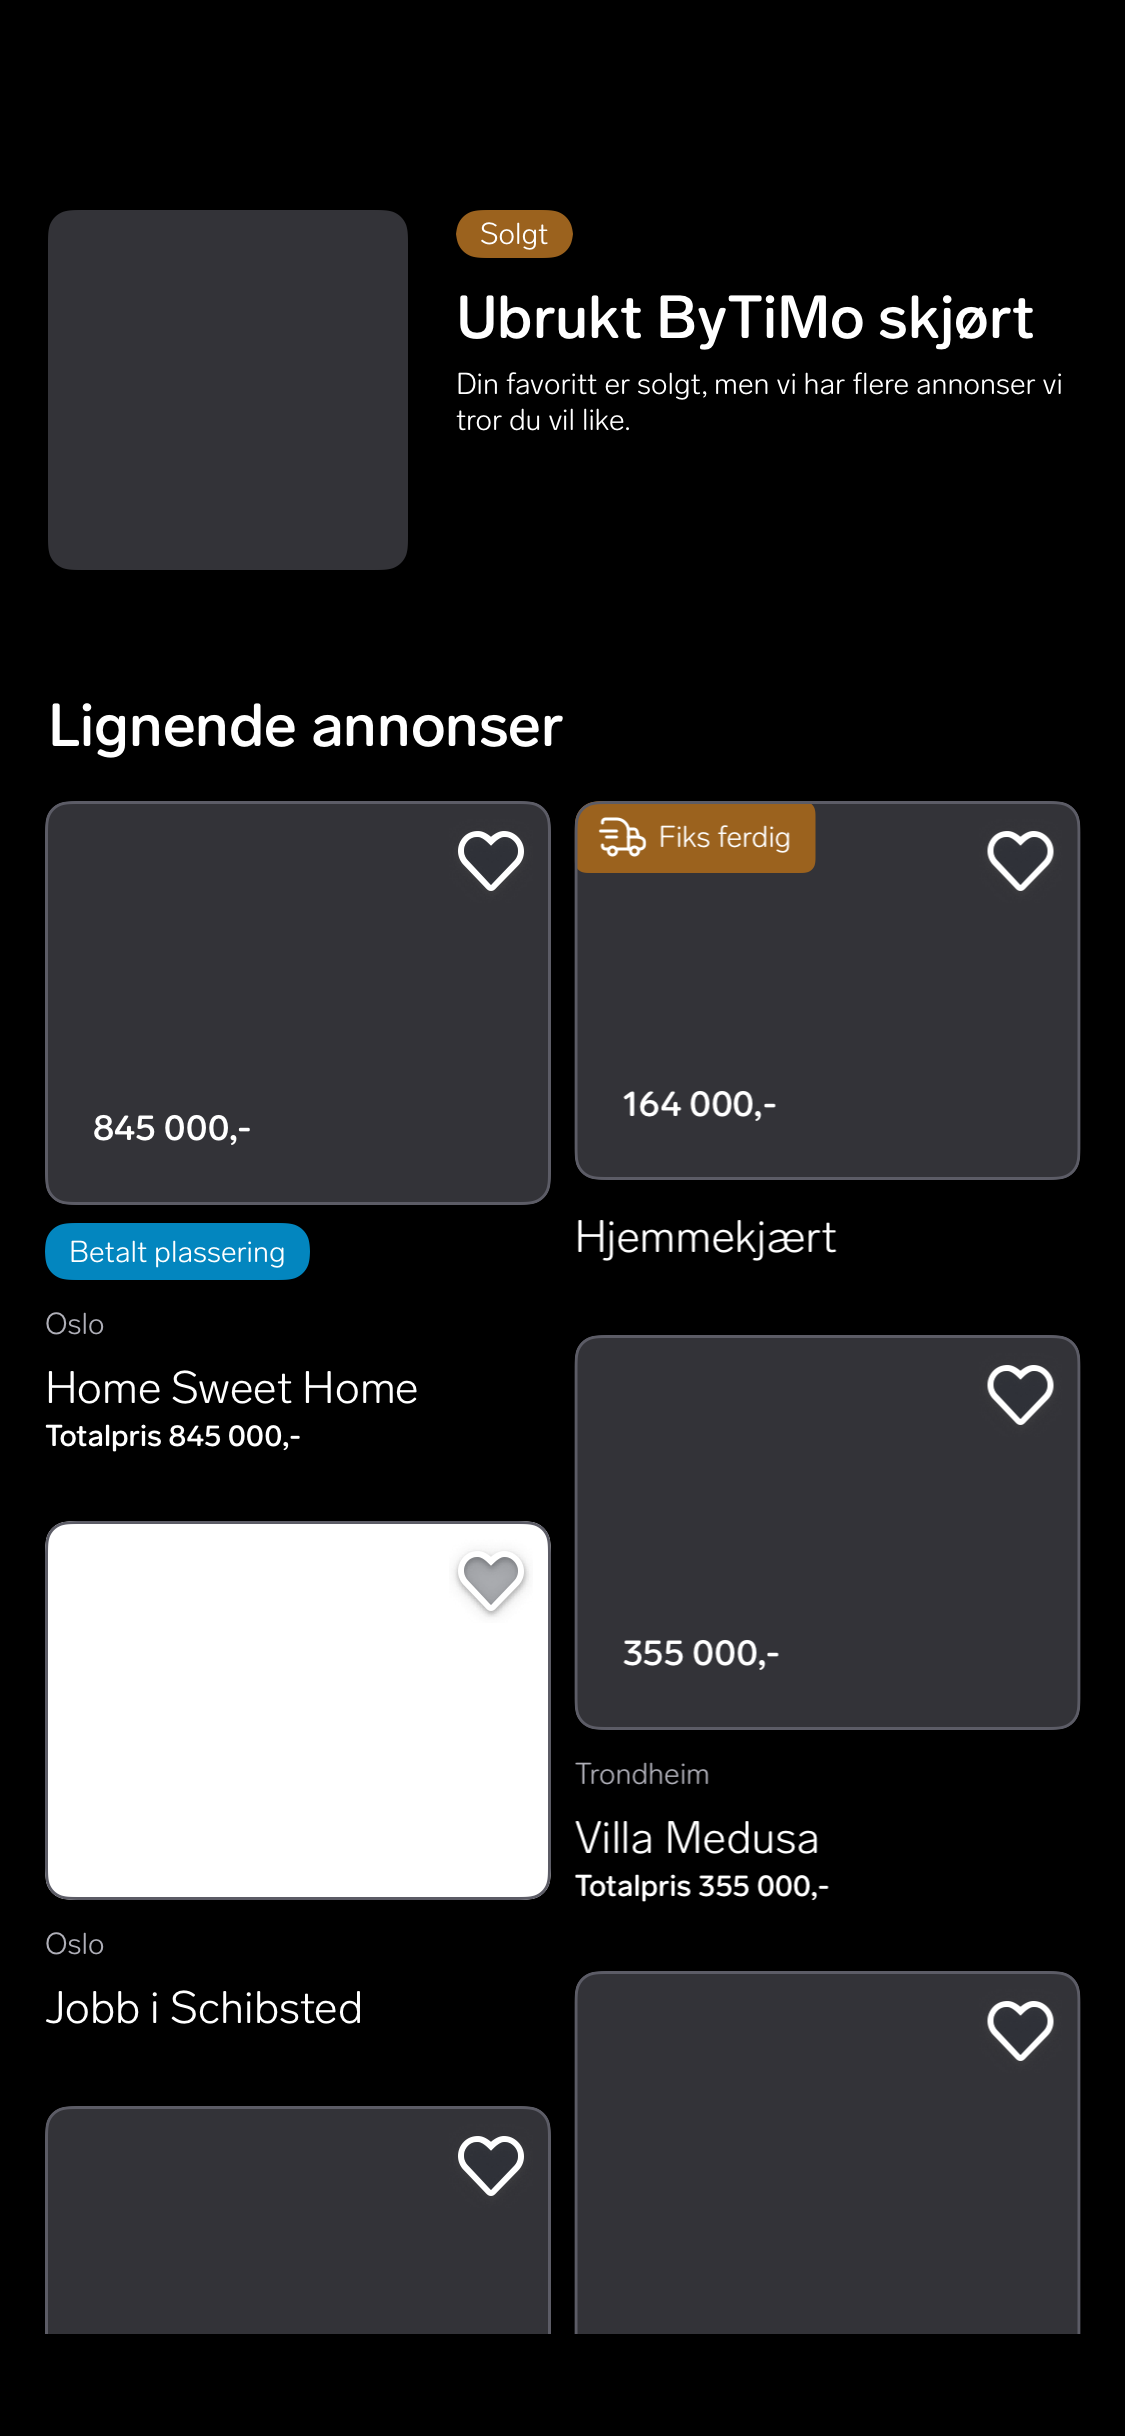 Solgt
Ubrukt ByTiMo skjørt
Din favoritt er solgt, men vi har flere annonser vi
tror du vil like.
Lignende annonser
845 000,-
Betalt plassering
Oslo
Home Sweet Home
Totalpris 845 000,-
Fiks ferdig
164 000,-
Hjemmekjært
355 000,-
Trondheim
Villa Medusa
Totalpris 355 000,-
Oslo
Jobb i Schibsted